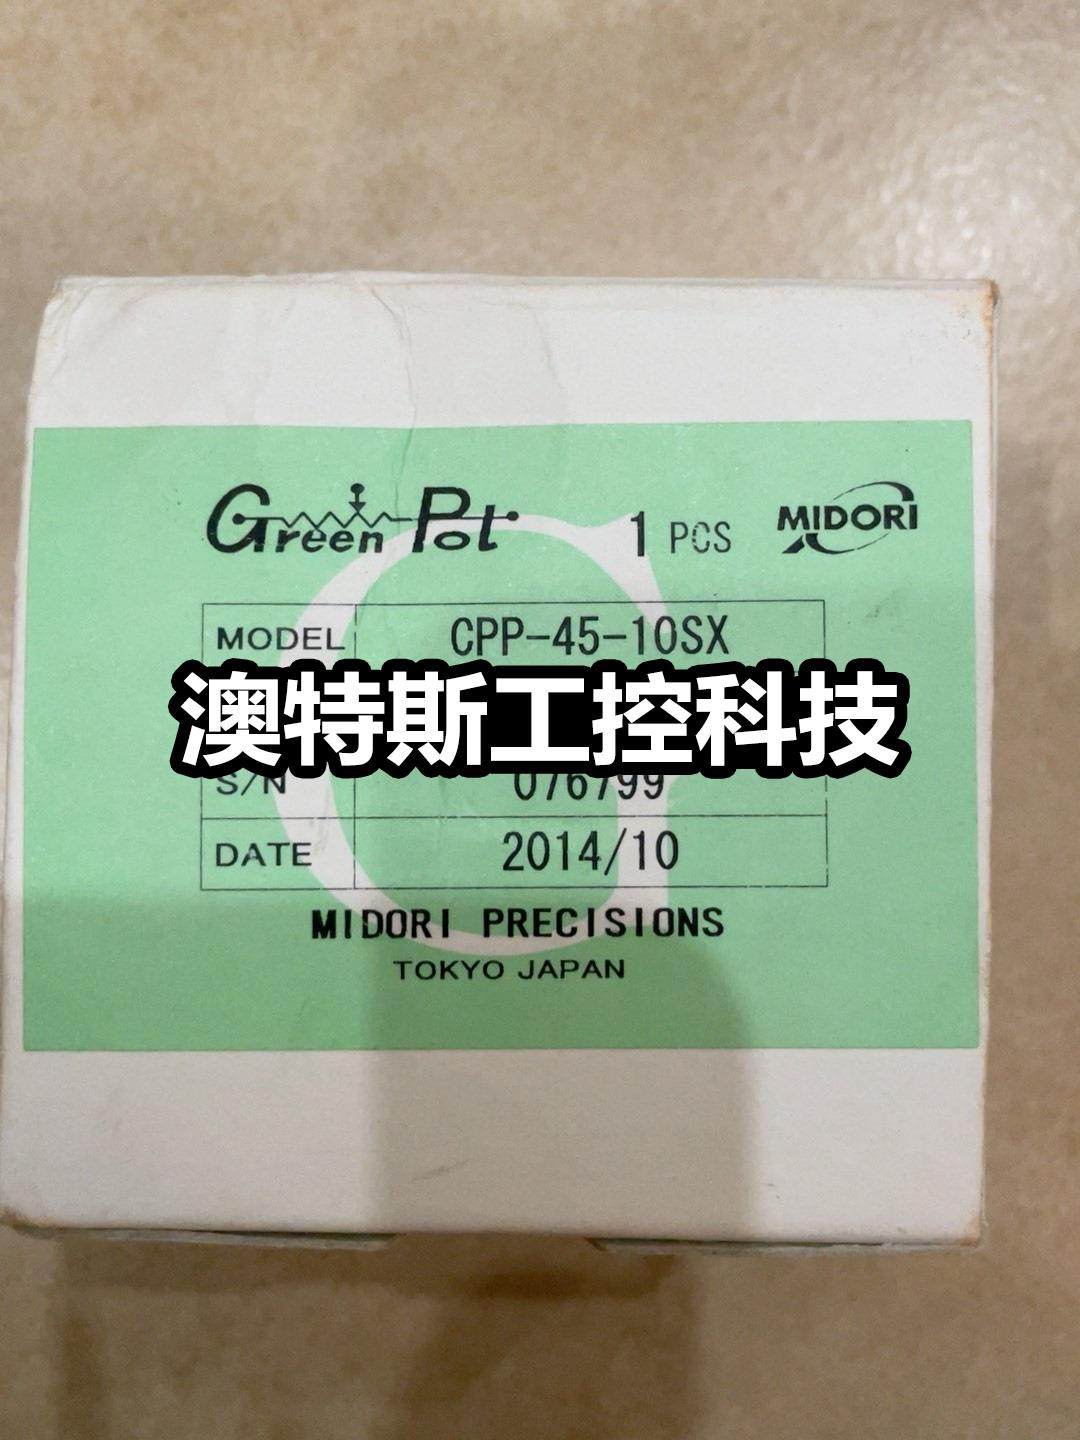 Green Pot 1 PCS MIDORI
MODEL CPP-45-10SX
澳特斯工控科技
S/N 076799
DATE 2014/10
MIDORI PRECISIONS
TOKYO JAPAN